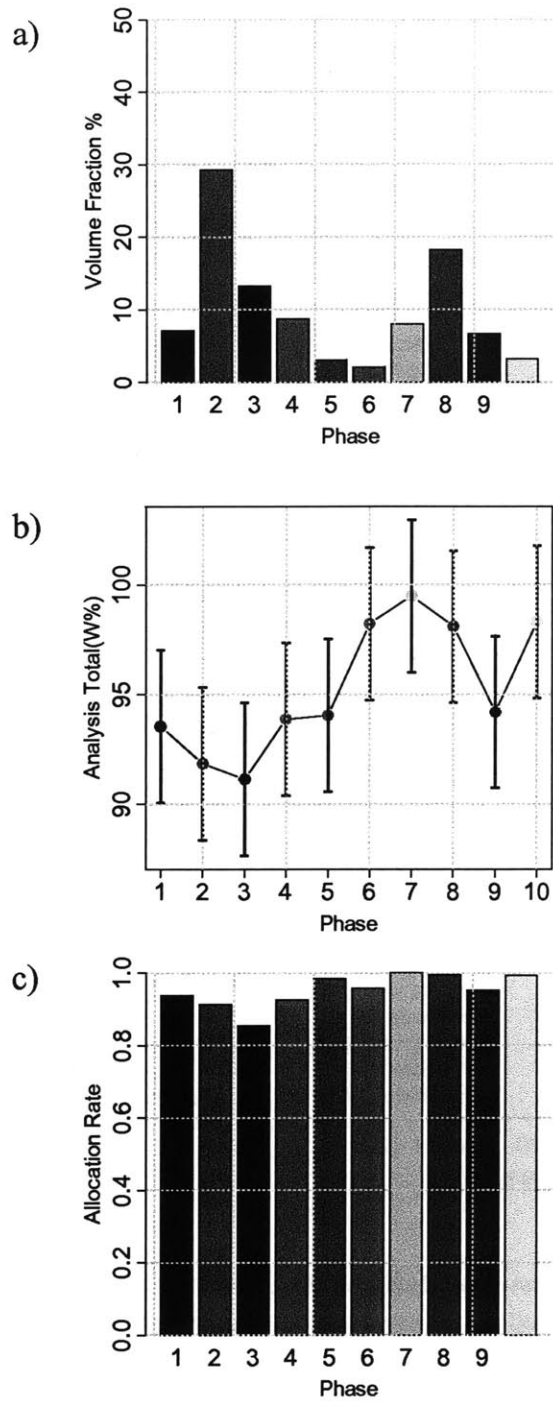 a)
50
40
30
20
10
0
Volume Fraction %
1 2 3 4 5 6 7 8 9
Phase
b)
100
95
90
Analysis Total(W%)
1 2 3 4 5 6 7 8 9 10
Phase
c)
1.0
0.8
0.6
0.4
0.2
0.0
Allocation Rate
1 2 3 4 5 6 7 8 9
Phase